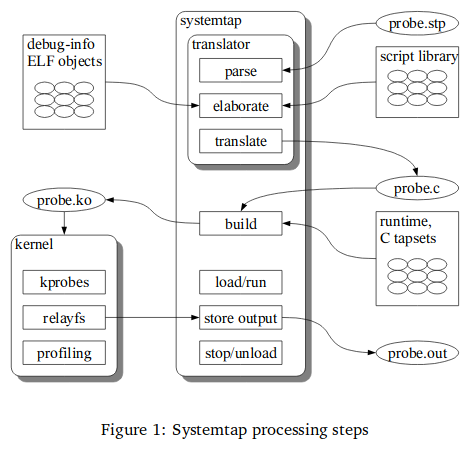 systemtap
probe.stp
debug-info
ELF objects
translator
script library
parse
elaborate
translate
probe.c
probe.ko
build
runtime,
C tapsets
kernel
kprobes
load/run
relayfs
store output
profiling
stop/unload
probe.out
Figure 1: Systemtap processing steps